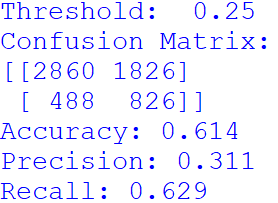 Threshold:  0.25
Confusion Matrix:
[[2860 1826]
 [ 488  826]]
Accuracy: 0.614
Precision: 0.311
Recall: 0.629